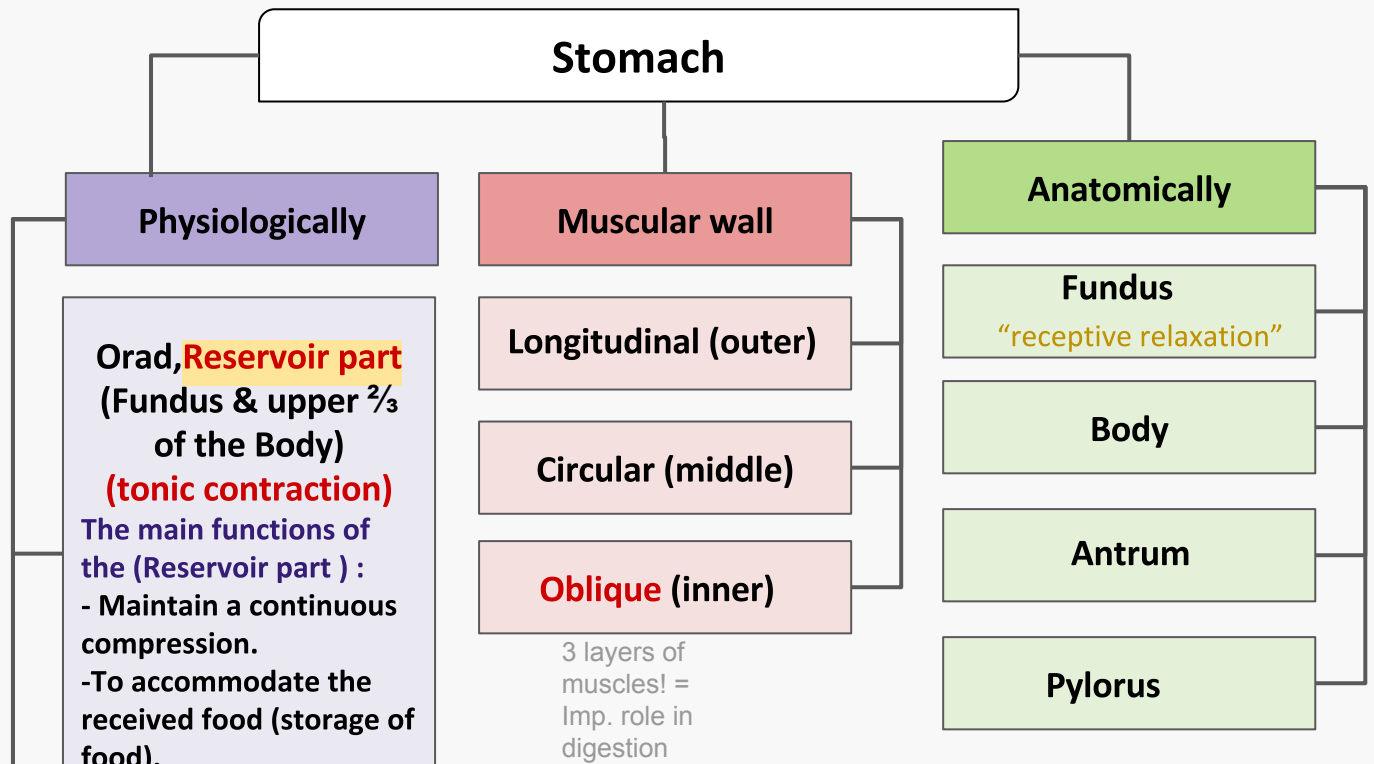 Stomach
Physiologically
Orad,Reservoir part
(Fundus & upper ⅔
of the Body)
(tonic contraction)
The main functions of
the (Reservoir part ) :
- Maintain a continuous
compression.
-To accommodate the
received food (storage of
food).
Muscular wall
Longitudinal (outer)
Circular (middle)
Oblique (inner)
3 layers of
muscles! =
Imp. role in
digestion
Anatomically
Fundus
“receptive relaxation”
Body
Antrum
Pylorus